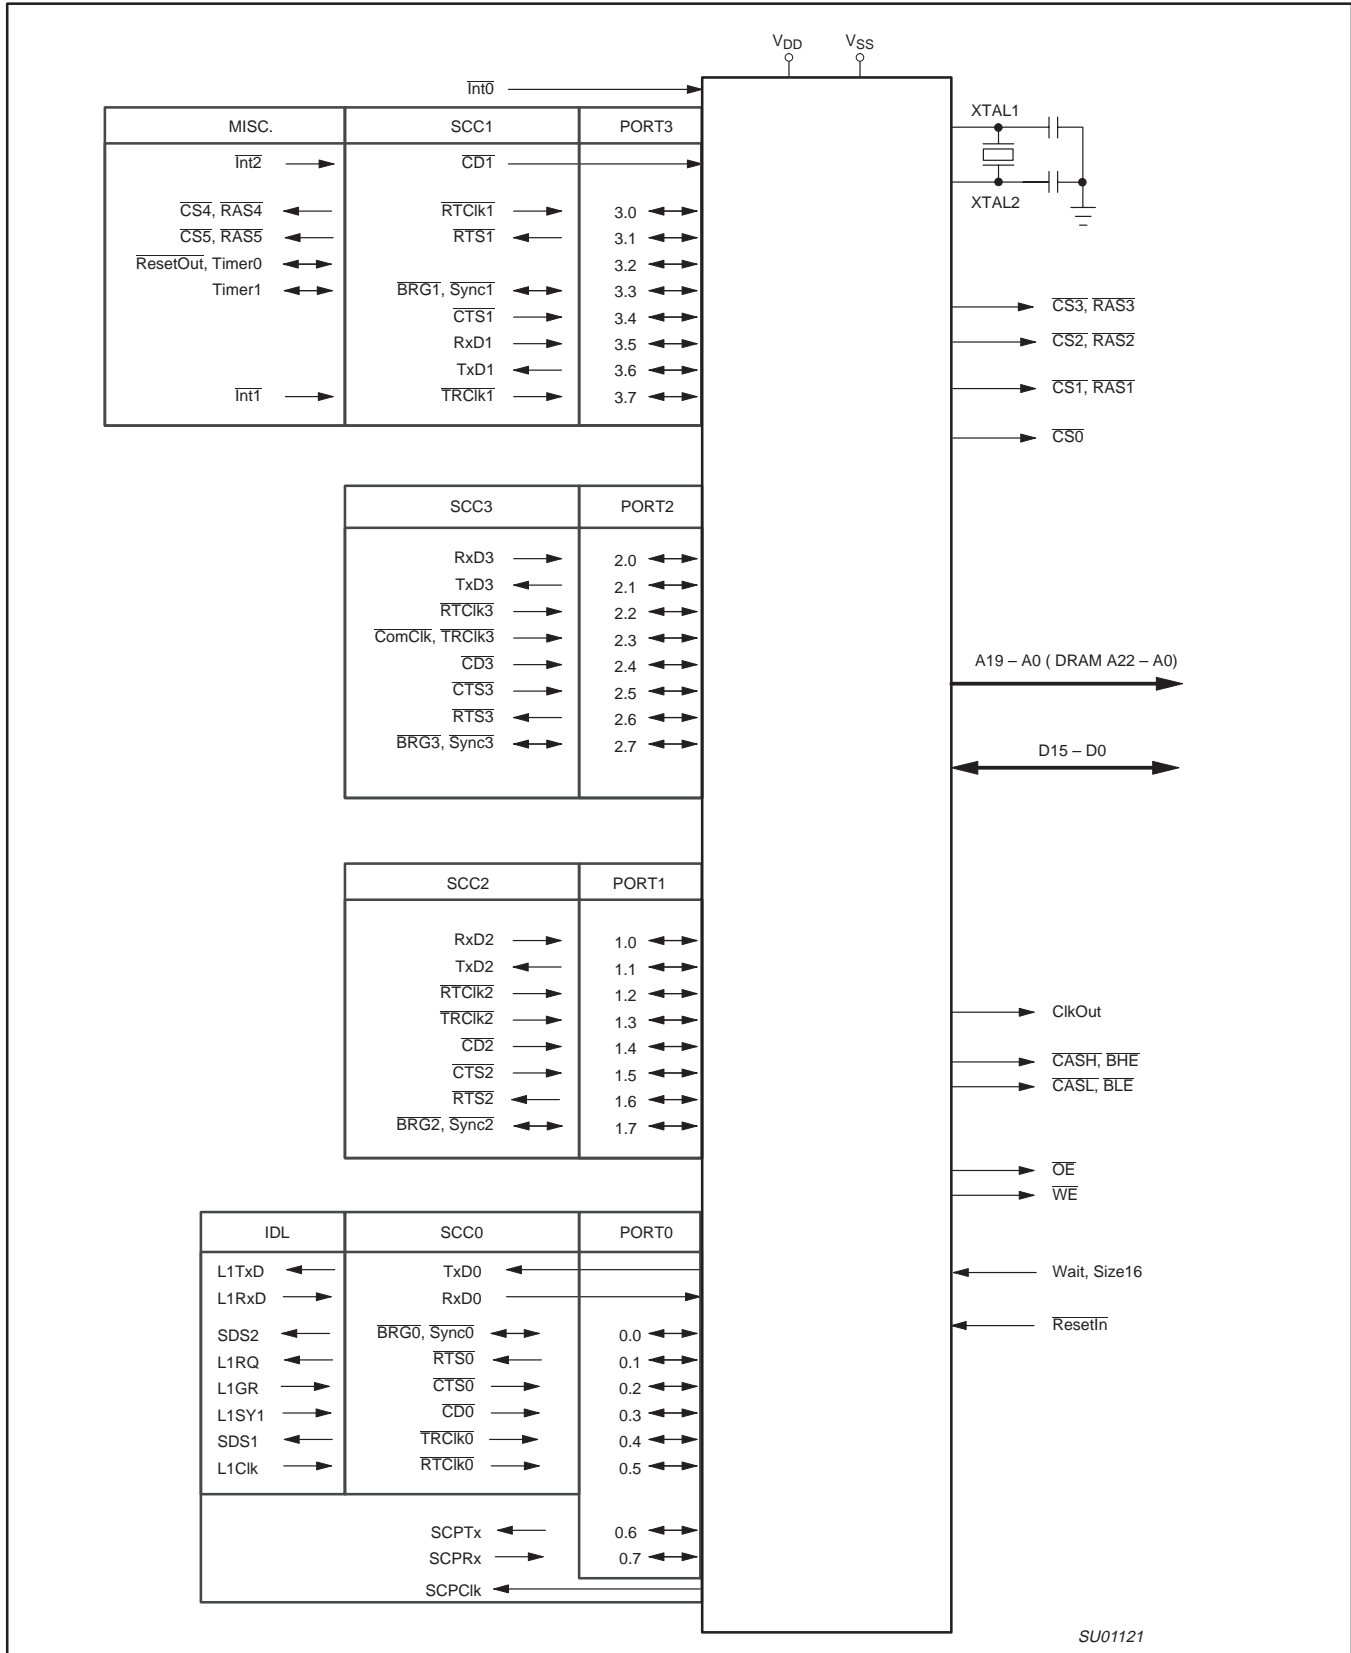 VDD VSS
Int0
MISC. SCC1 PORT3
Int2 CD1
CS4, RAS4 RTClk1 3.0
CS5, RAS5 RTS1 3.1
ResetOut, Timer0 3.2
Timer1 BRG1, Sync1 3.3
CTS1 3.4
RxD1 3.5
TxD1 3.6
Int1 TRClk1 3.7
SCC3 PORT2
RxD3 2.0
TxD3 2.1
RTClk3 2.2
ComClk, TRClk3 2.3
CD3 2.4
CTS3 2.5
RTS3 2.6
BRG3, Sync3 2.7
SCC2 PORT1
RxD2 1.0
TxD2 1.1
RTClk2 1.2
TRClk2 1.3
CD2 1.4
CTS2 1.5
RTS2 1.6
BRG2, Sync2 1.7
IDL SCC0 PORT0
L1TxD TxD0
L1RxD RxD0
SDS2 BRG0, Sync0 0.0
L1RQ RTS0 0.1
L1GR CTS0 0.2
L1SY1 CD0 0.3
SDS1 TRClk0 0.4
L1Clk RTClk0 0.5
SCPTx 0.6
SCPRx 0.7
SCPClk
XTAL1
XTAL2
CS3, RAS3
CS2, RAS2
CS1, RAS1
CS0
A19 – A0 ( DRAM A22 – A0)
D15 – D0
ClkOut
CASH, BHE
CASL, BLE
OE
WE
Wait, Size16
ResetIn
SU01121